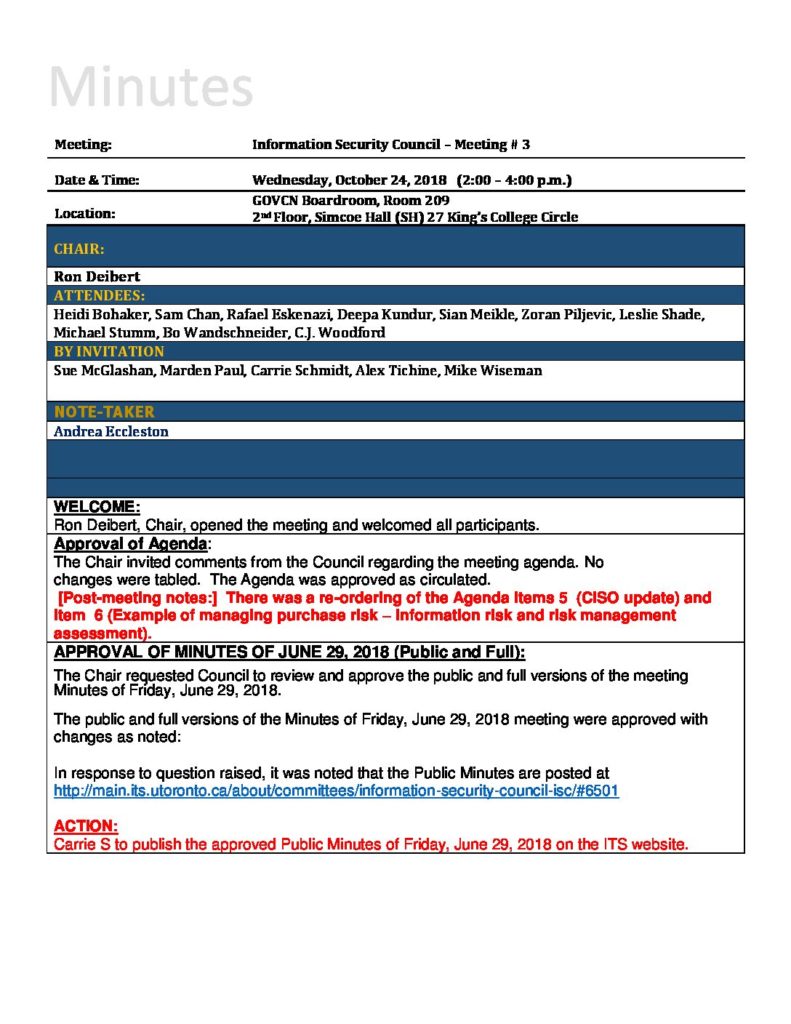 Minutes
Meeting: Information Security Council – Meeting # 3
Date & Time: Wednesday, October 24, 2018 (2:00 – 4:00 p.m.)
Location: GOVCN Boardroom, Room 209
2nd Floor, Simcoe Hall (SH) 27 King's College Circle
CHAIR:
Ron Deibert
ATTENDEES:
Heidi Bohaker, Sam Chan, Rafael Eskenazi, Deepa Kundur, Sian Meikle, Zoran Piljevic, Leslie Shade,
Michael Stumm, Bo Wandschneider, C.J. Woodford
BY INVITATION
Sue McGlashan, Marden Paul, Carrie Schmidt, Alex Tichine, Mike Wiseman
NOTE-TAKER
Andrea Eccleston
WELCOME:
Ron Deibert, Chair, opened the meeting and welcomed all participants.
Approval of Agenda:
The Chair invited comments from the Council regarding the meeting agenda. No
changes were tabled. The Agenda was approved as circulated.
[Post-meeting notes:] There was a re-ordering of the Agenda Items 5 (CISO update) and
Item 6 (Example of managing purchase risk – information risk and risk management
assessment).
APPROVAL OF MINUTES OF JUNE 29, 2018 (Public and Full):
The Chair requested Council to review and approve the public and full versions of the meeting
Minutes of Friday, June 29, 2018.
The public and full versions of the Minutes of Friday, June 29, 2018 meeting were approved with
changes as noted:
In response to question raised, it was noted that the Public Minutes are posted at
http://main.its.utoronto.ca/about/committees/information-security-council-isc/#6501
ACTION:
Carrie S to publish the approved Public Minutes of Friday, June 29, 2018 on the ITS website.